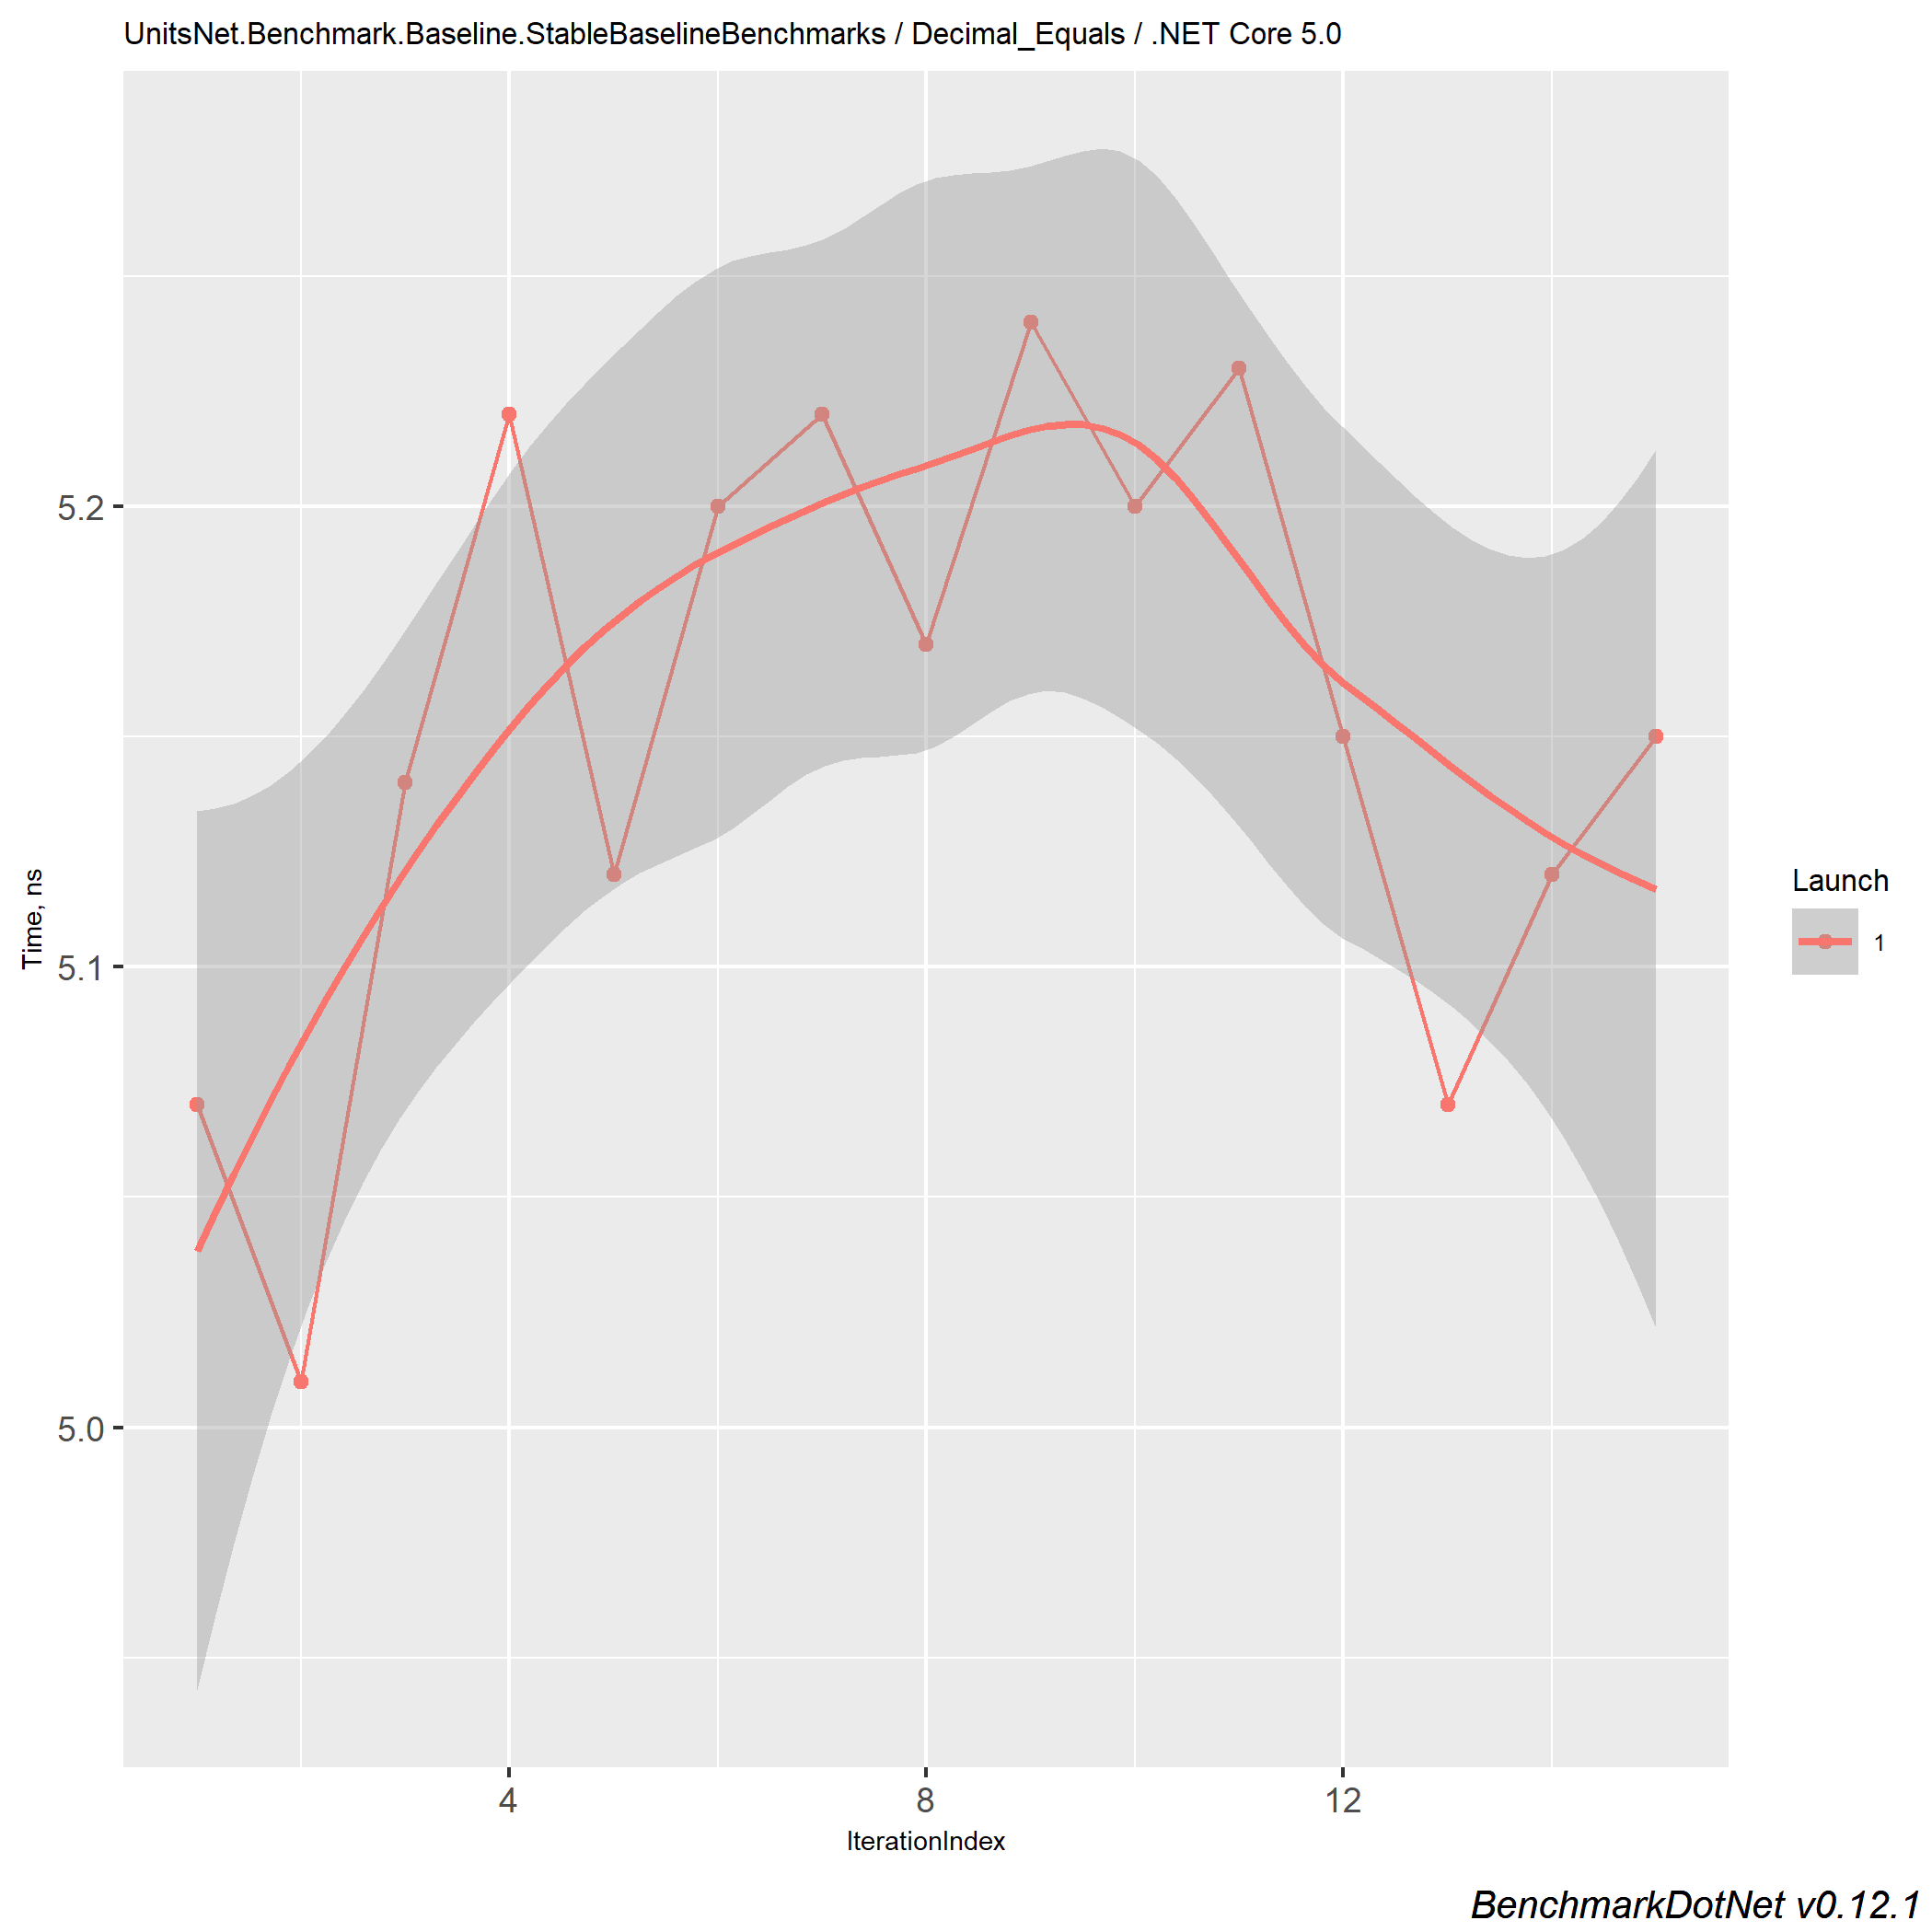 UnitsNet.Benchmark.Baseline.StableBaselineBenchmarks / Decimal_Equals / .NET Core 5.0
Time, ns
5.2
5.1
5.0
4
8
12
IterationIndex
Launch
1
BenchmarkDotNet v0.12.1